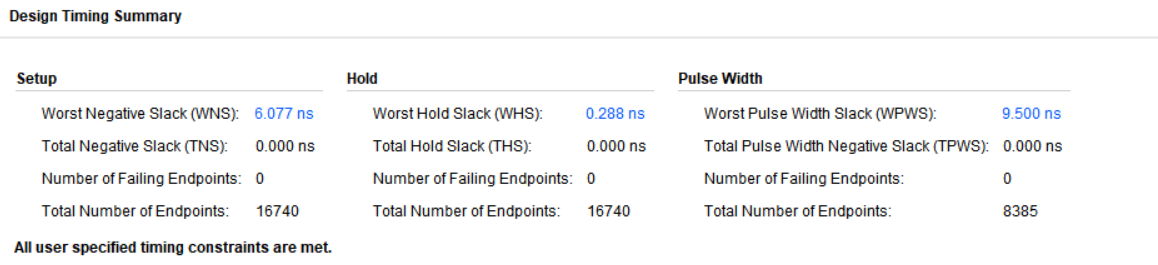 Design Timing Summary
Setup Hold Pulse Width
Worst Negative Slack (WNS): 6.077 ns Worst Hold Slack (WHS): 0.288 ns Worst Pulse Width Slack (WPWS): 9.500 ns
Total Negative Slack (TNS): 0.000 ns Total Hold Slack (THS): 0.000 ns Total Pulse Width Negative Slack (TPWS): 0.000 ns
Number of Failing Endpoints: 0 Number of Failing Endpoints: 0 Number of Failing Endpoints: 0
Total Number of Endpoints: 16740 Total Number of Endpoints: 16740 Total Number of Endpoints: 8385
All user specified timing constraints are met.